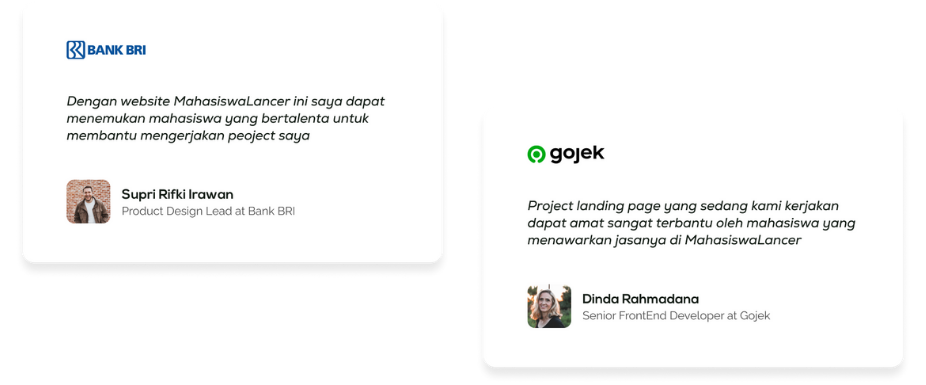 BANK BRI
Dengan website MahasiswaLancer ini saya dapat
menemukan mahasiswa yang bertalenta untuk
membantu mengerjakan peoject saya
Supri Rifki Irawan
Product Design Lead at Bank BRI
gojek
Project landing page yang sedang kami kerjakan
dapat amat sangat terbantu oleh mahasiswa yang
menawarkan jasanya di MahasiswaLancer
Dinda Rahmadana
Senior FrontEnd Developer at Gojek